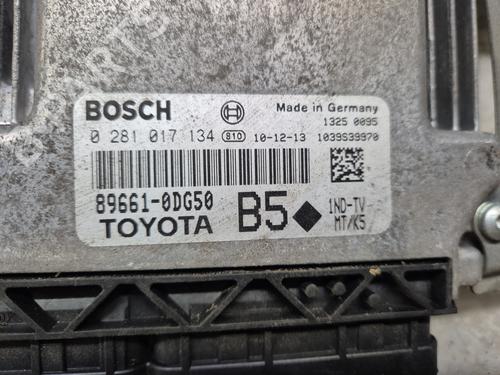 BOSCH
Made in Germany
1325 0095
0 281 017 134 810 10-12-13 1039S39970
89661-0DG50
TOYOTA
B5
1ND-TV
MT/K5